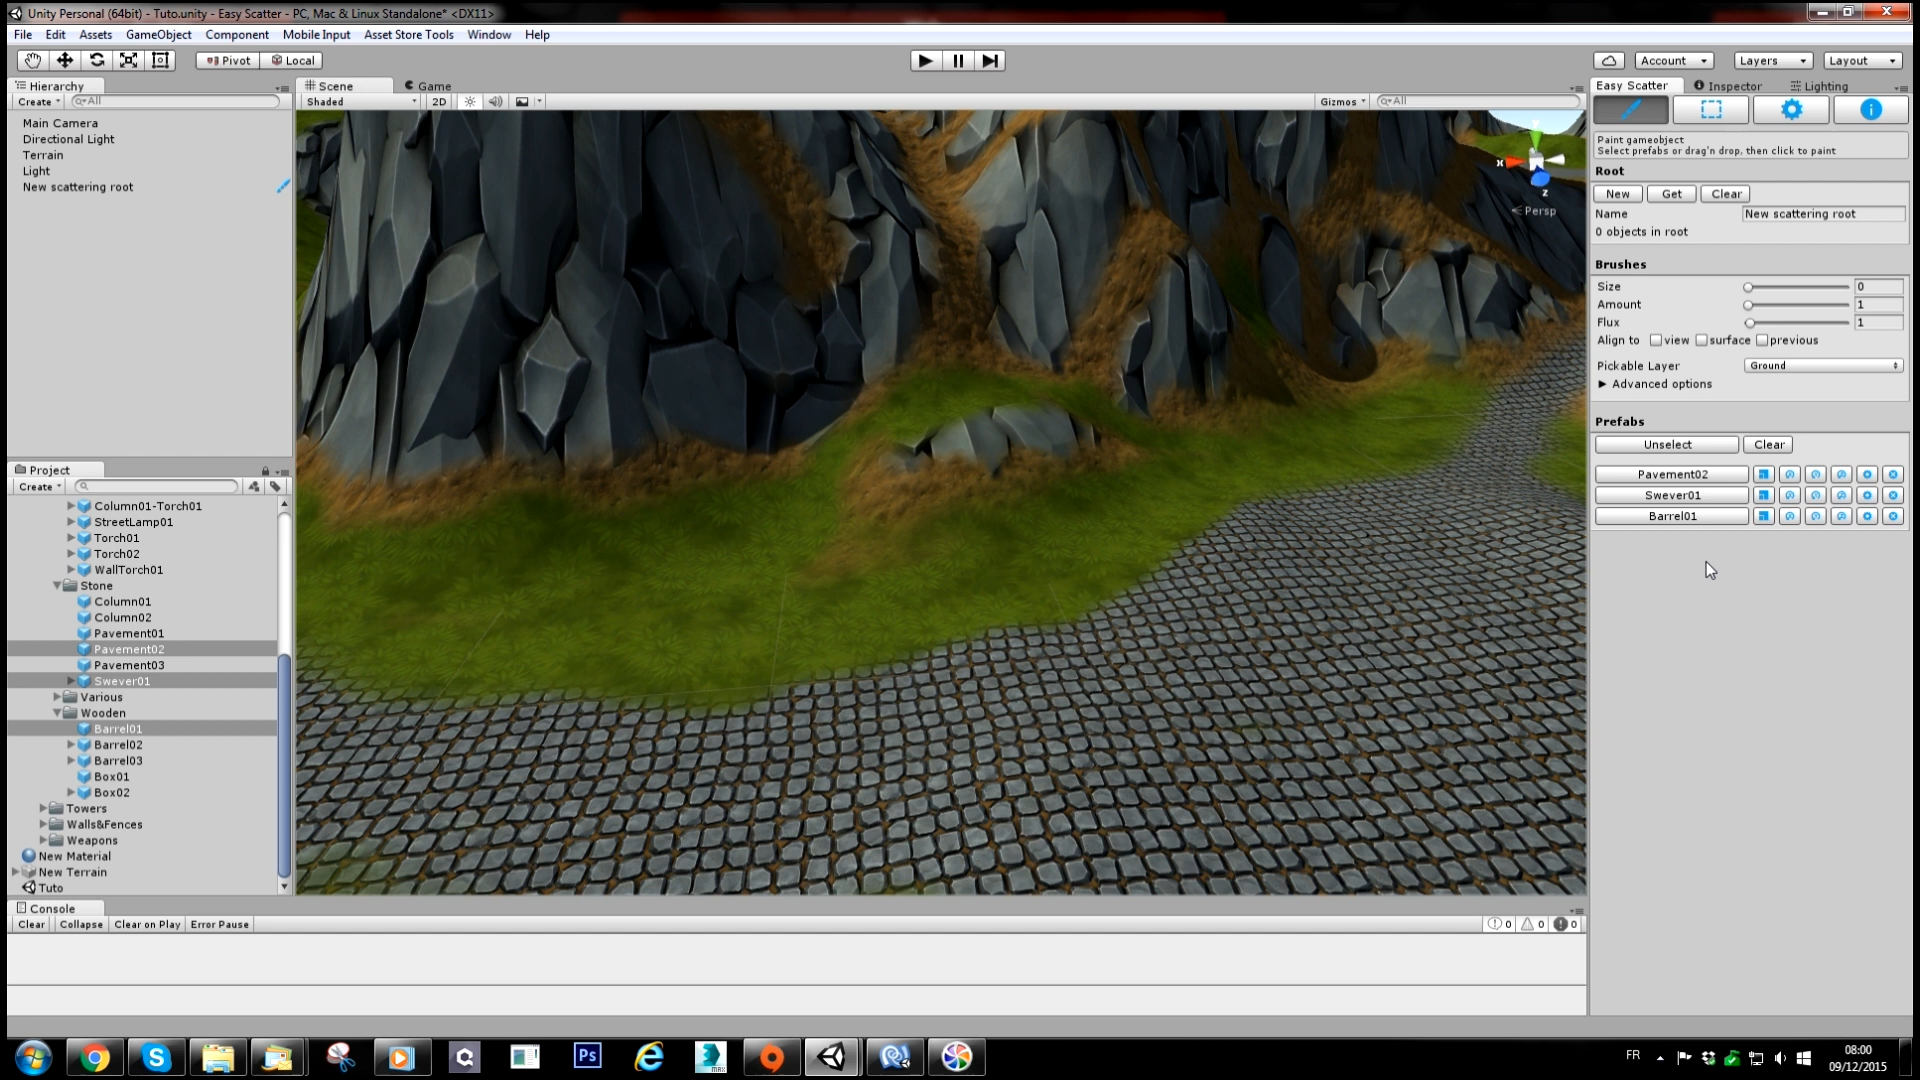 Unity Personal (64bit) - Tuto.unity - Easy Scatter - PC, Mac & Linux Standalone* <DX11>
File Edit Assets GameObject Component Mobile Input Asset Store Tools Window Help
Pivot Local
Account Layers Layout
Hierarchy
Create All
Main Camera
Directional Light
Terrain
Light
New scattering root
Scene Game
Shaded 2D Gizmos All
x z
Persp
Project
Create
Column01-Torch01
StreetLamp01
Torch01
Torch02
WallTorch01
Stone
Column01
Column02
Pavement01
Pavement02
Pavement03
Swever01
Various
Wooden
Barrel01
Barrel02
Barrel03
Box01
Box02
Towers
Walls&Fences
Weapons
New Material
New Terrain
Tuto
Easy Scatter Inspector Lighting
Paint gameobject
Select prefabs or drag'n drop, then click to paint
Root
New Get Clear
Name New scattering root
0 objects in root
Brushes
Size 0
Amount 1
Flux 1
Align to view surface previous
Pickable Layer Ground
Advanced options
Prefabs
Unselect Clear
Pavement02
Swever01
Barrel01
Console
Clear Collapse Clear on Play Error Pause 0 0 0
Ps
MAX
FR
08:00
09/12/2015